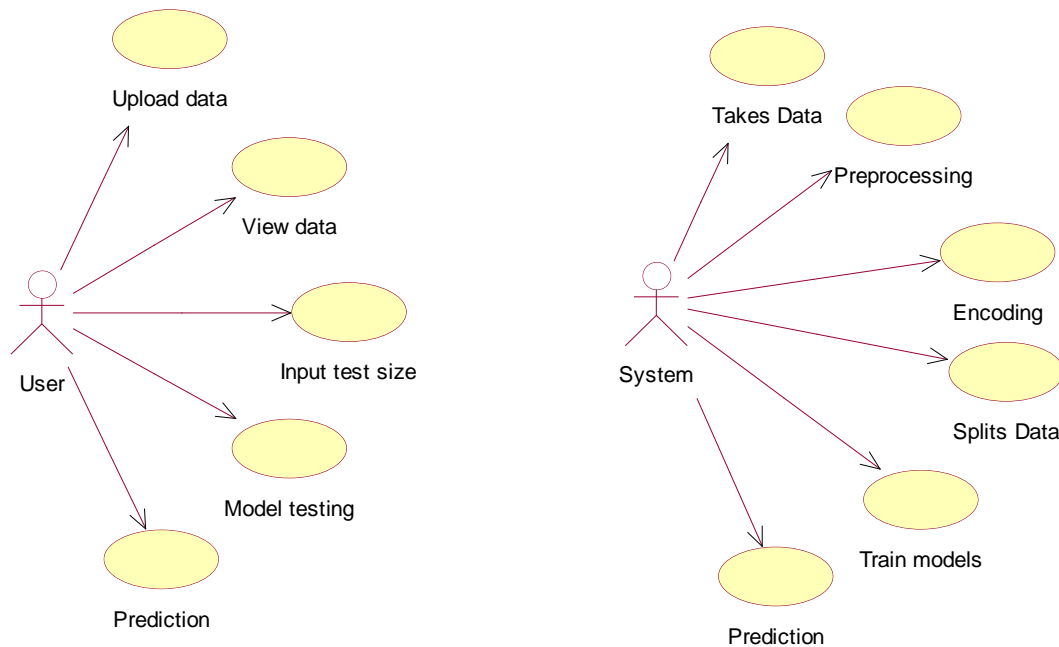 Upload data
View data
User
Input test size
Model testing
Prediction
Takes Data
Preprocessing
Encoding
System
Splits Data
Train models
Prediction